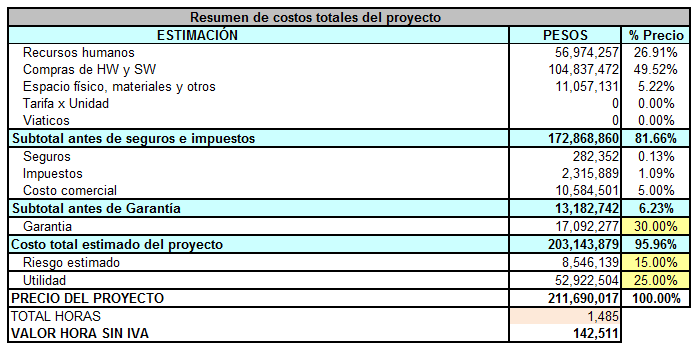 Resumen de costos totales del proyecto
ESTIMACIÓN PESOS % Precio
Recursos humanos 56,974,257 26.91%
Compras de HW y SW 104,837,472 49.52%
Espacio físico, materiales y otros 11,057,131 5.22%
Tarifa x Unidad 0 0.00%
Viaticos 0 0.00%
Subtotal antes de seguros e impuestos 172,868,860 81.66%
Seguros 282,352 0.13%
Impuestos 2,315,889 1.09%
Costo comercial 10,584,501 5.00%
Subtotal antes de Garantía 13,182,742 6.23%
Garantia 17,092,277 30.00%
Costo total estimado del proyecto 203,143,879 95.96%
Riesgo estimado 8,546,139 15.00%
Utilidad 52,922,504 25.00%
PRECIO DEL PROYECTO 211,690,017 100.00%
TOTAL HORAS 1,485
VALOR HORA SIN IVA 142,511